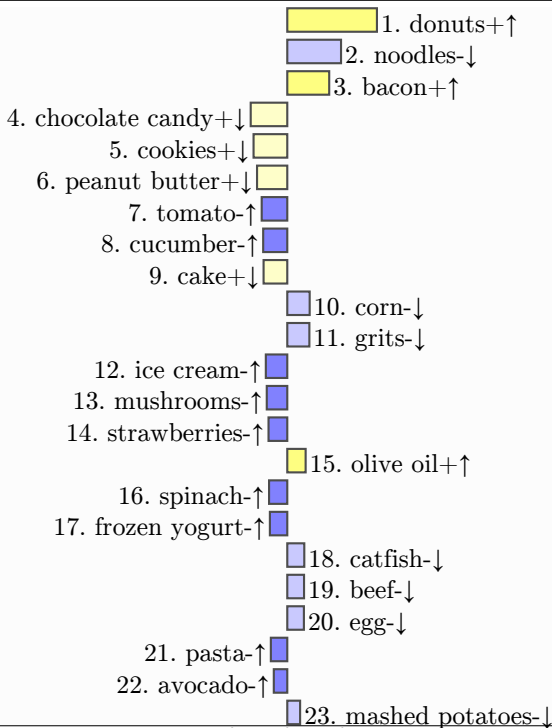 1. donuts+↑
2. noodles-↓
3. bacon+↑
4. chocolate candy+↓
5. cookies+↓
6. peanut butter+↓
7. tomato-↑
8. cucumber-↑
9. cake+↓
10. corn-↓
11. grits-↓
12. ice cream-↑
13. mushrooms-↑
14. strawberries-↑
15. olive oil+↑
16. spinach-↑
17. frozen yogurt-↑
18. catfish-↓
19. beef-↓
20. egg-↓
21. pasta-↑
22. avocado-↑
23. mashed potatoes-↓